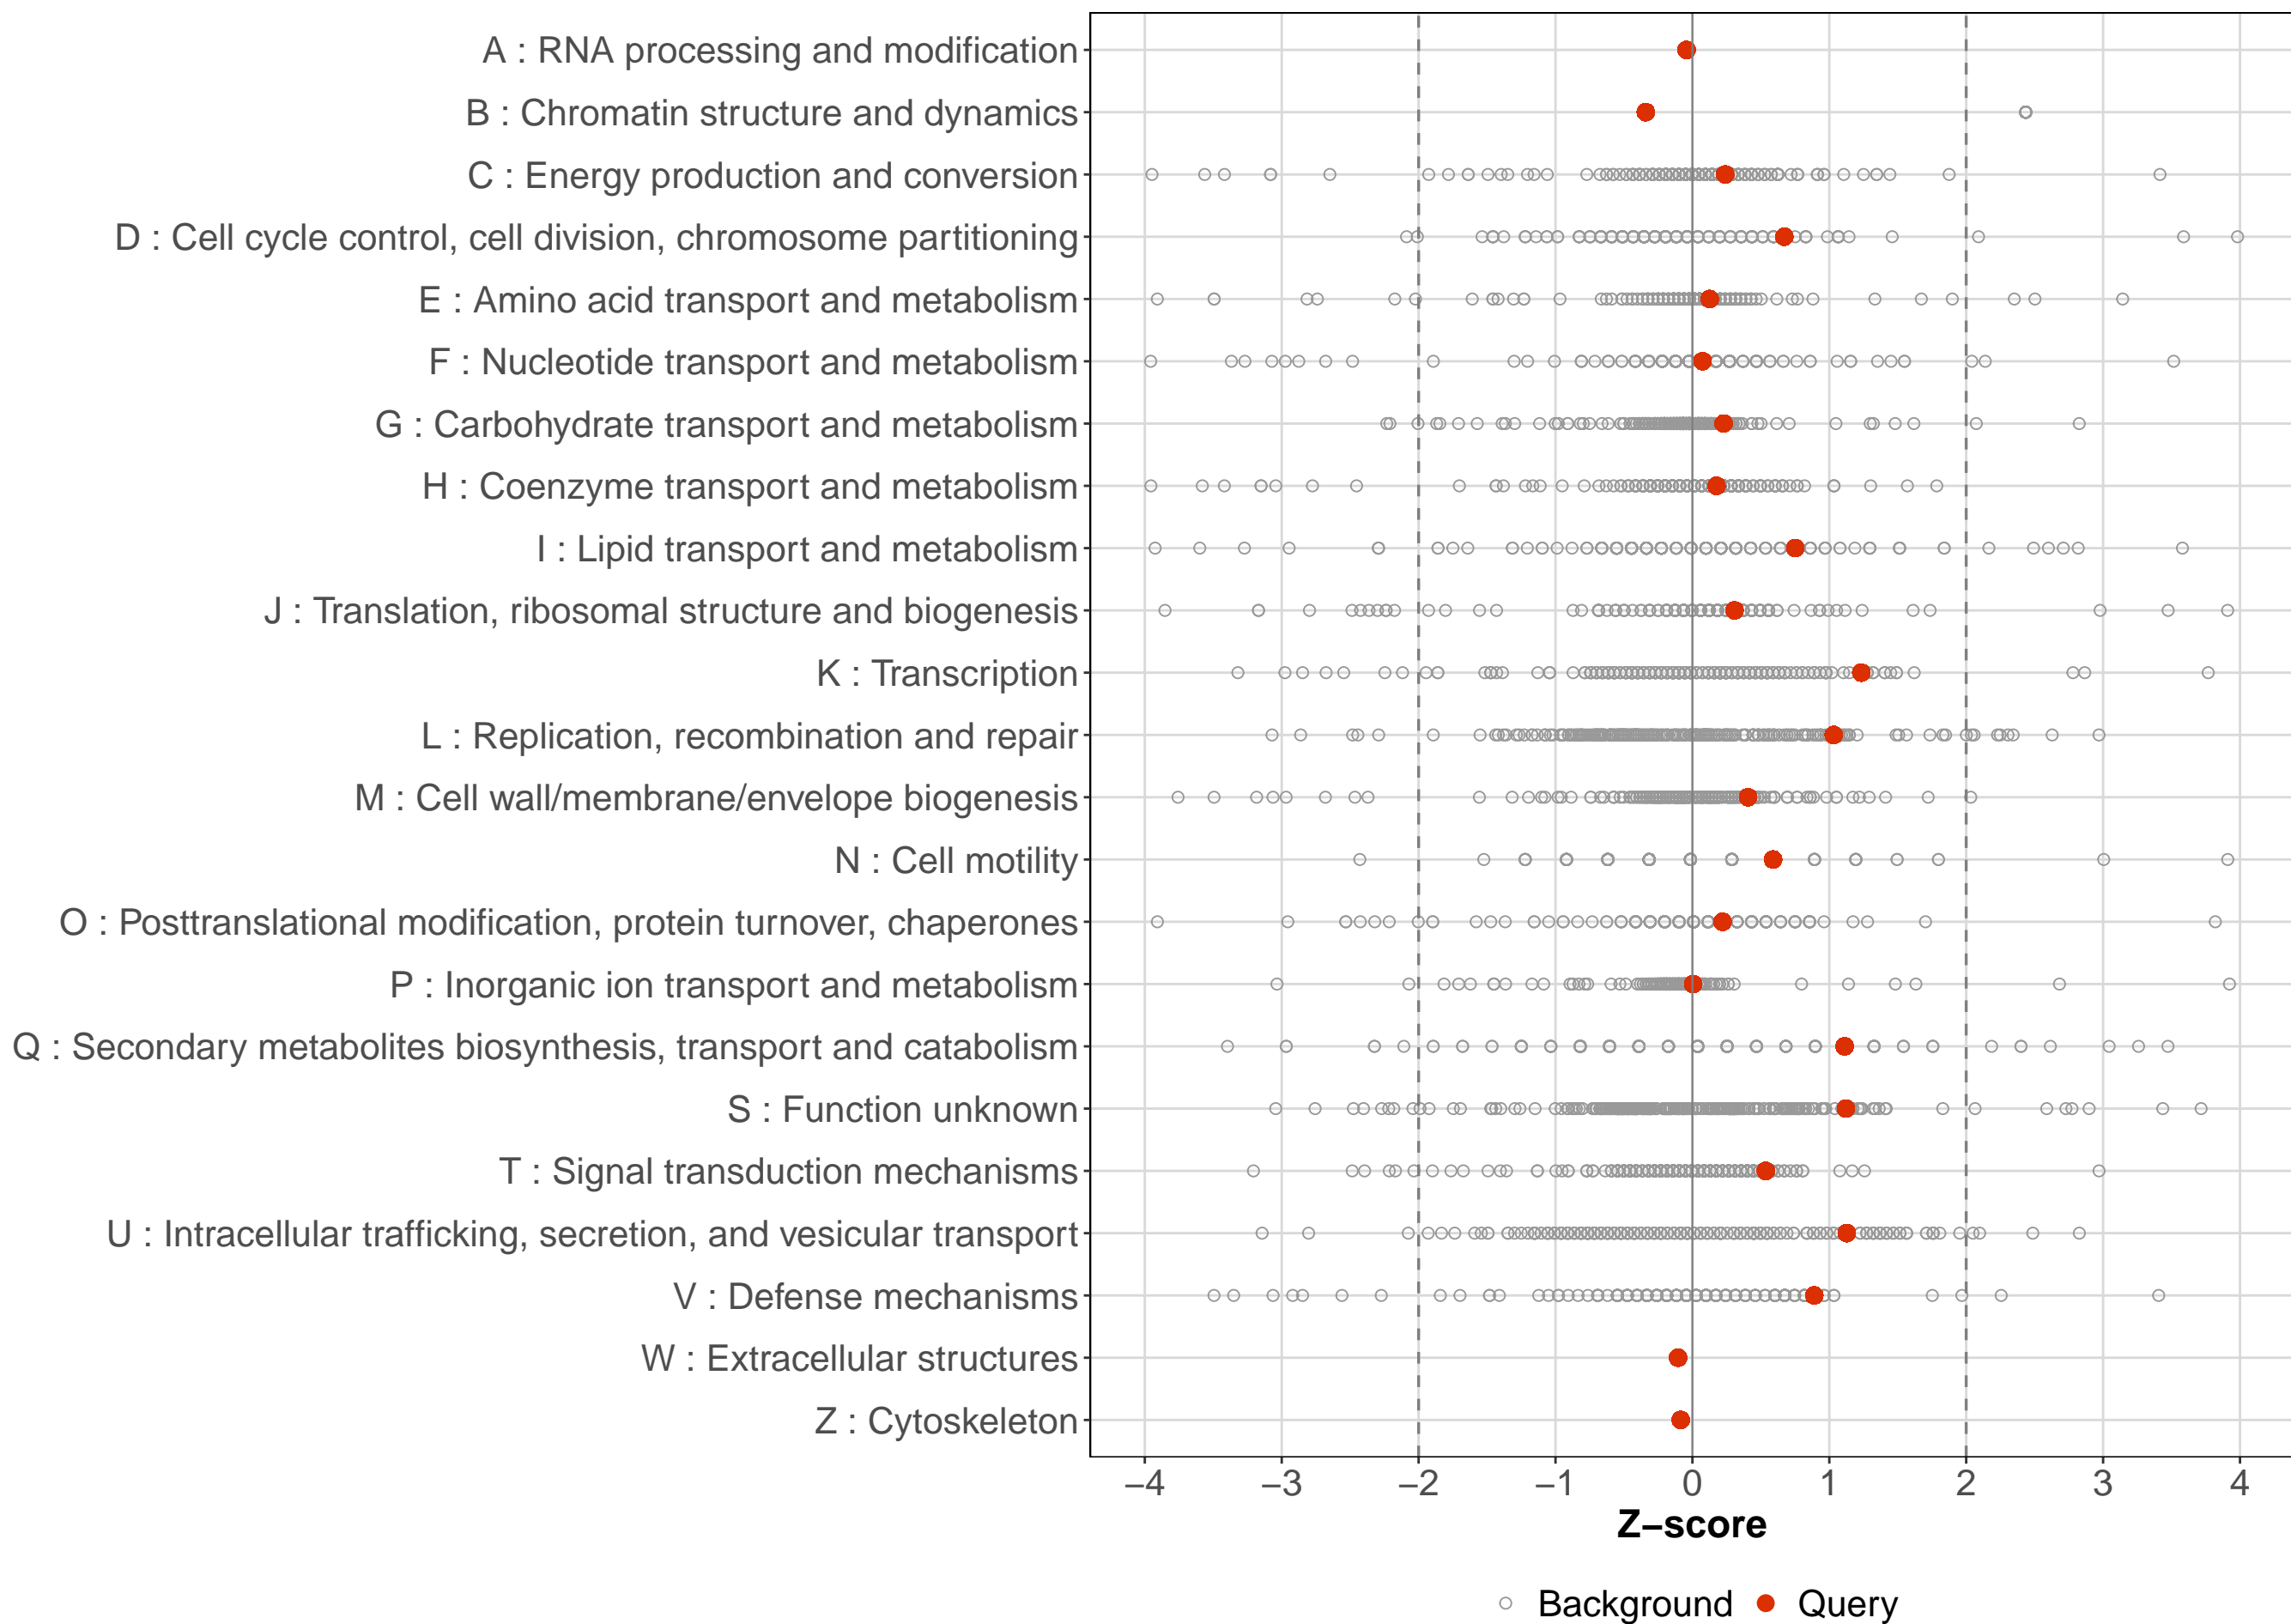 A : RNA processing and modification
B : Chromatin structure and dynamics
C : Energy production and conversion
D : Cell cycle control, cell division, chromosome partitioning
E : Amino acid transport and metabolism
F : Nucleotide transport and metabolism
G : Carbohydrate transport and metabolism
H : Coenzyme transport and metabolism
I : Lipid transport and metabolism
J : Translation, ribosomal structure and biogenesis
K : Transcription
L : Replication, recombination and repair
M : Cell wall/membrane/envelope biogenesis
N : Cell motility
O : Posttranslational modification, protein turnover, chaperones
P : Inorganic ion transport and metabolism
Q : Secondary metabolites biosynthesis, transport and catabolism
S : Function unknown
T : Signal transduction mechanisms
U : Intracellular trafficking, secretion, and vesicular transport
V : Defense mechanisms
W : Extracellular structures
Z : Cytoskeleton
−4 −3 −2 −1 0 1 2 3 4
Z−score
Background Query